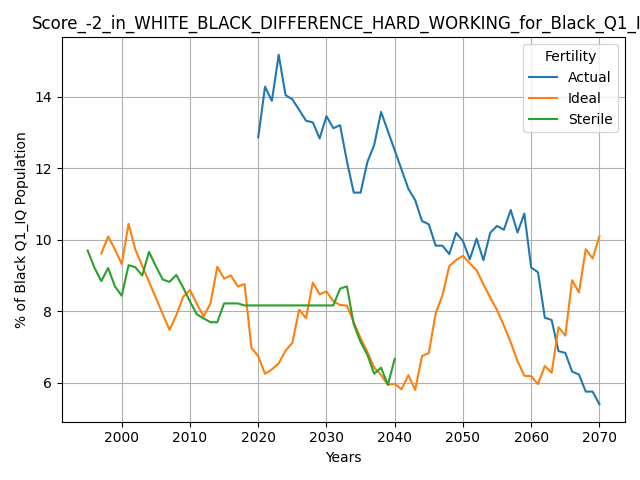 Score_-2_in_WHITE_BLACK_DIFFERENCE_HARD_WORKING_for_Black_Q1_I
Fertility
Actual
Ideal
Sterile
% of Black Q1_IQ Population
14
12
10
8
6
2000 2010 2020 2030 2040 2050 2060 2070
Years